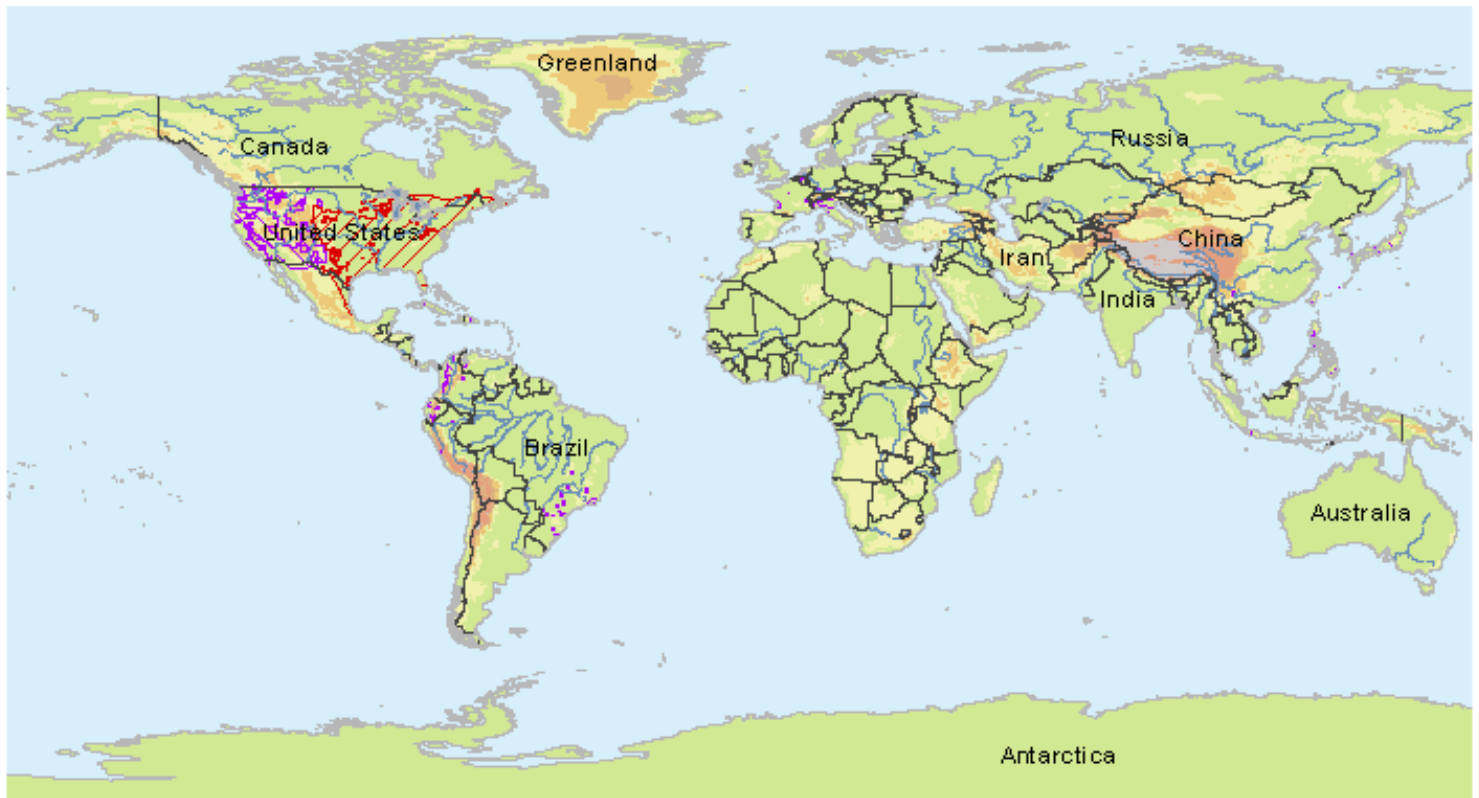 Greenland
Canada
Russia
United States
China
Iran
India
Brazil
Australia
Antarctica